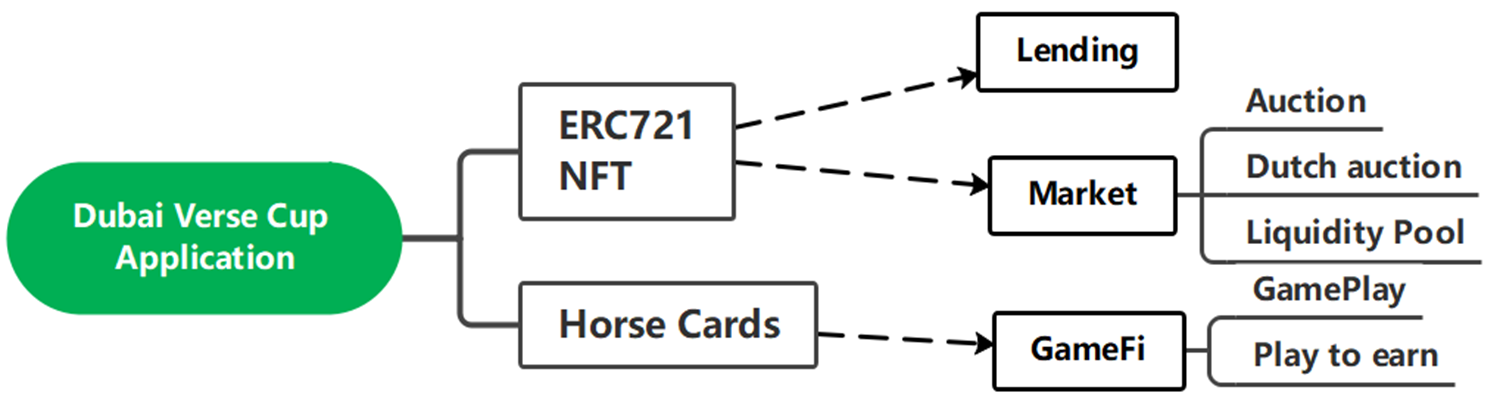 Dubai Verse Cup
Application
ERC721
NFT
Horse Cards
Lending
Market
Auction
Dutch auction
Liquidity Pool
GameFi
GamePlay
Play to earn